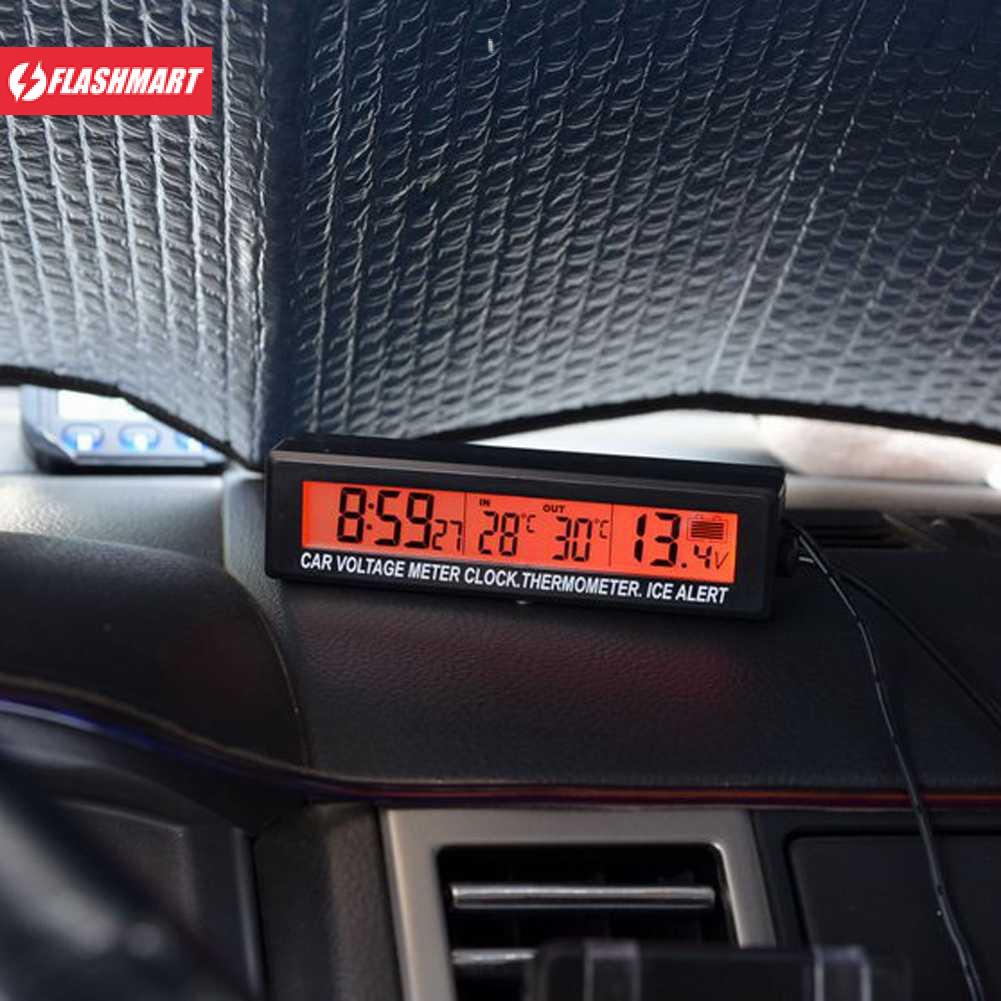 FLASHMART
8:59 27 IN 28°C OUT 30°C 13.4V
CAR VOLTAGE METER CLOCK.THERMOMETER. ICE ALERT